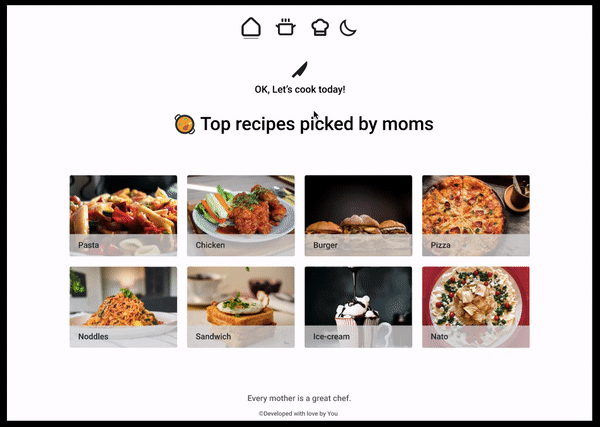 OK, Let's cook today!
Top recipes picked by moms
Pasta
Chicken
Burger
Pizza
Noddles
Sandwich
Ice-cream
Nato
Every mother is a great chef.
©Developed with love by You